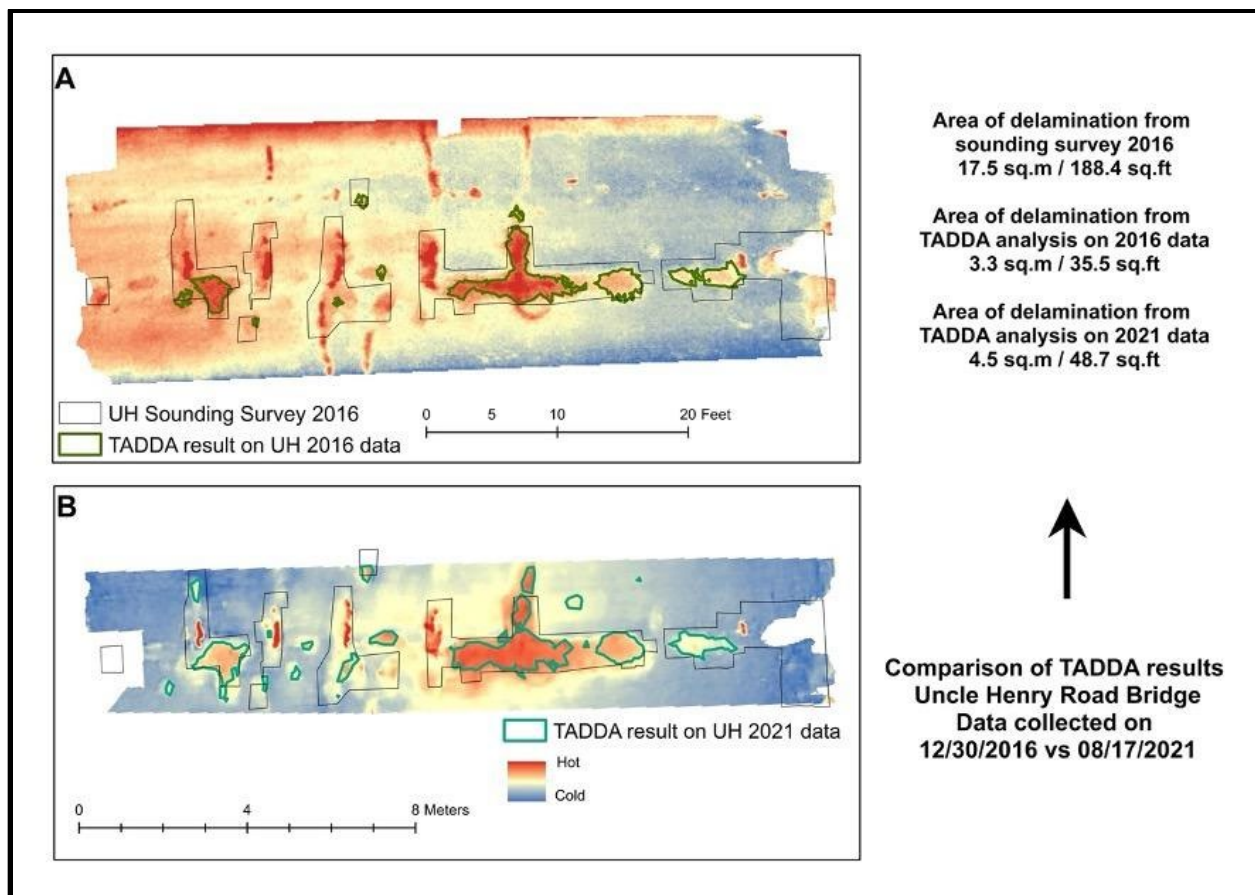 A
UH Sounding Survey 2016
TADDA result on UH 2016 data
0 5 10 20 Feet
B
TADDA result on UH 2021 data
Hot
Cold
0 4 8 Meters
Area of delamination from
sounding survey 2016
17.5 sq.m / 188.4 sq.ft
Area of delamination from
TADDA analysis on 2016 data
3.3 sq.m / 35.5 sq.ft
Area of delamination from
TADDA analysis on 2021 data
4.5 sq.m / 48.7 sq.ft
Comparison of TADDA results
Uncle Henry Road Bridge
Data collected on
12/30/2016 vs 08/17/2021